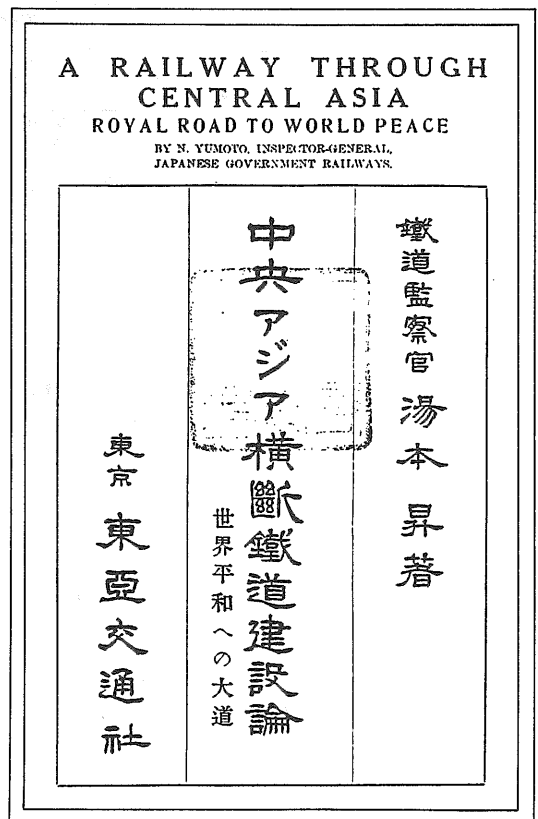 A RAILWAY THROUGH
CENTRAL ASIA
ROYAL ROAD TO WORLD PEACE
BY N. YUMOTO, INSPECTOR-GENERAL,
JAPANESE GOVERNMENT RAILWAYS.
鐵道監察官 湯本 昇著
中央アジア横斷鐵道建設論
世界平和への大道
東京 東亞交通社